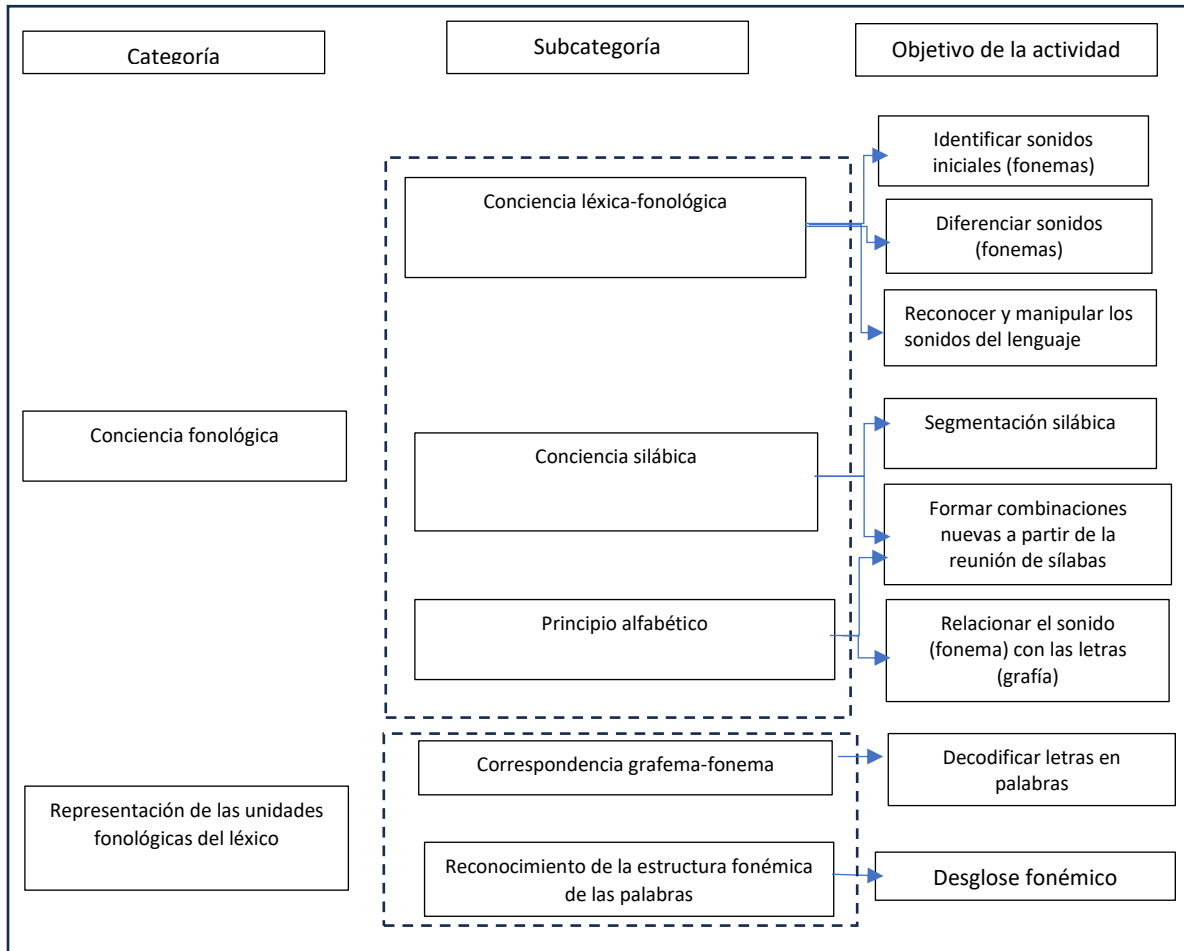 Categoría
Subcategoría
Objetivo de la actividad
Identificar sonidos
iniciales (fonemas)
Conciencia léxica-fonológica
Diferenciar sonidos
(fonemas)
Reconocer y manipular los
sonidos del lenguaje
Conciencia fonológica
Conciencia silábica
Segmentación silábica
Formar combinaciones
nuevas a partir de la
reunión de sílabas
Principio alfabético
Relacionar el sonido
(fonema) con las letras
(grafía)
Representación de las unidades
fonológicas del léxico
Correspondencia grafema-fonema
Decodificar letras en
palabras
Reconocimiento de la estructura fonémica
de las palabras
Desglose fonémico